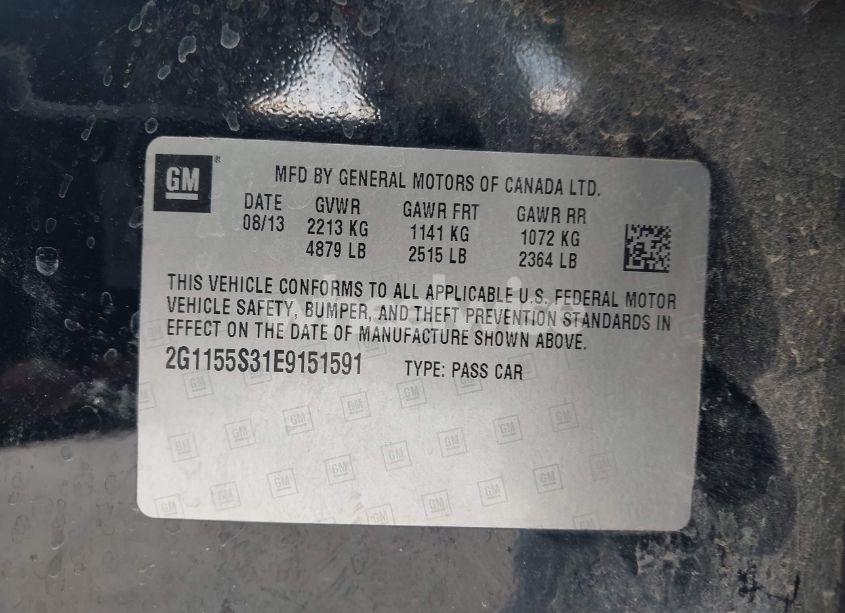 GM
MFD BY GENERAL MOTORS OF CANADA LTD.
DATE GVWR GAWR FRT GAWR RR
08/13 2213 KG 1141 KG 1072 KG
4879 LB 2515 LB 2364 LB
THIS VEHICLE CONFORMS TO ALL APPLICABLE U.S. FEDERAL MOTOR
VEHICLE SAFETY, BUMPER, AND THEFT PREVENTION STANDARDS IN
EFFECT ON THE DATE OF MANUFACTURE SHOWN ABOVE.
2G1155S31E9151591 TYPE: PASS CAR